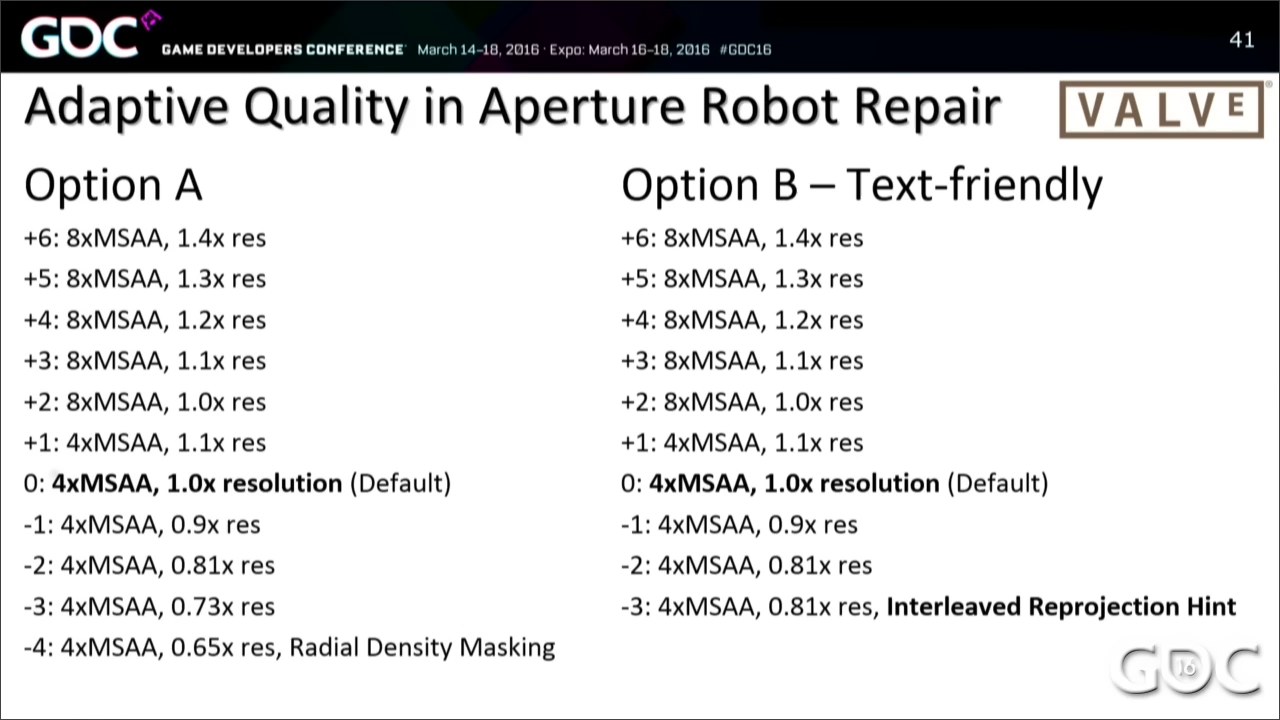 GDC
GAME DEVELOPERS CONFERENCE March 14–18, 2016 · Expo: March 16–18, 2016 #GDC16
41
Adaptive Quality in Aperture Robot Repair
VALVE®
Option A
+6: 8xMSAA, 1.4x res
+5: 8xMSAA, 1.3x res
+4: 8xMSAA, 1.2x res
+3: 8xMSAA, 1.1x res
+2: 8xMSAA, 1.0x res
+1: 4xMSAA, 1.1x res
0: 4xMSAA, 1.0x resolution (Default)
-1: 4xMSAA, 0.9x res
-2: 4xMSAA, 0.81x res
-3: 4xMSAA, 0.73x res
-4: 4xMSAA, 0.65x res, Radial Density Masking
Option B – Text-friendly
+6: 8xMSAA, 1.4x res
+5: 8xMSAA, 1.3x res
+4: 8xMSAA, 1.2x res
+3: 8xMSAA, 1.1x res
+2: 8xMSAA, 1.0x res
+1: 4xMSAA, 1.1x res
0: 4xMSAA, 1.0x resolution (Default)
-1: 4xMSAA, 0.9x res
-2: 4xMSAA, 0.81x res
-3: 4xMSAA, 0.81x res, Interleaved Reprojection Hint
GDC 16